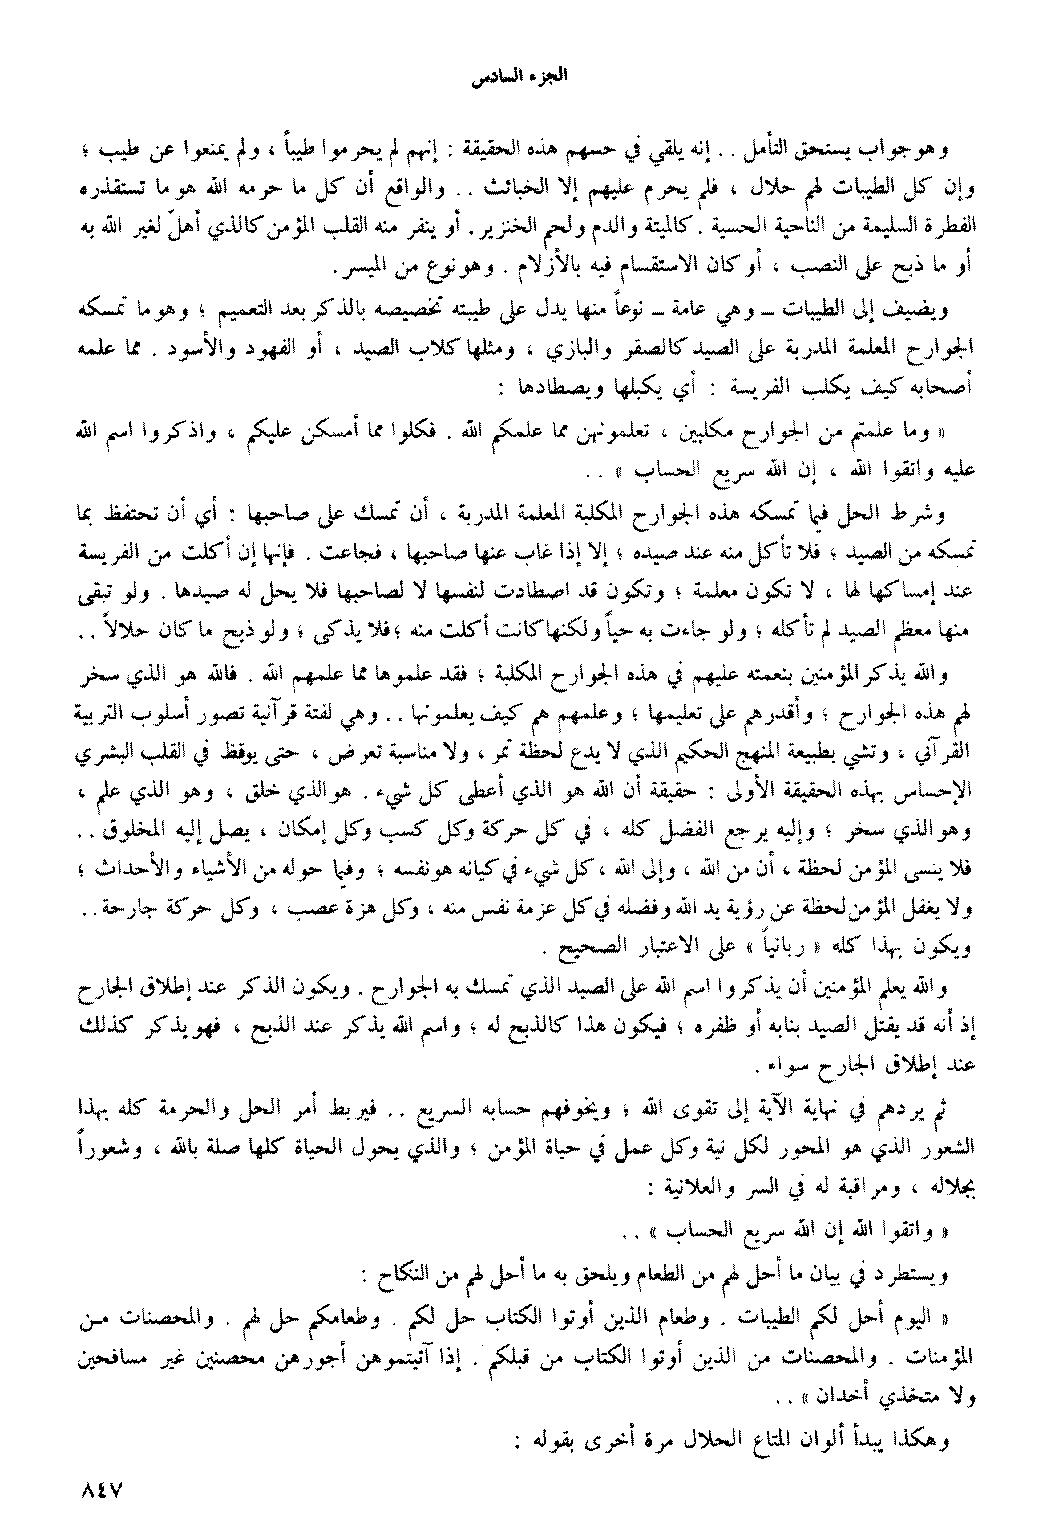 الجزء السادس
وهو جواب يستحق التأمل . . إنه يلقي في حسهم هذه الحقيقة : إنهم لم يحرموا طيباً ، ولم يمنعوا عن طيب ؛
وإن كل الطيبات لهم حلال ، فلم يحرم عليهم إلا الخبائث . . والواقع أن كل ما حرمه الله هو ما تستقذره
الفطرة السليمة من الناحية الحسية . كالميتة والدم ولحم الخنزير . أو ينفر منه القلب المؤمن كالذي أهلّ لغير الله به
أو ما ذبح على النصب ، أو كان الاستقسام فيه بالأزلام . وهو نوع من الميسر .
ويضيف إلى الطيبات – وهي عامة – نوعاً منها يدل على طيبته تخصيصه بالذكر بعد التعميم ؛ وهو ما تمسكه
الجوارح المعلمة المدربة على الصيد كالصقر والبازي ، ومثلها كلاب الصيد ، أو الفهود والأسود . مما علمه
أصحابه كيف يكلب الفريسة : أي يكبلها ويصطادها :
« وما علمتم من الجوارح مكلبين ، تعلمونهن مما علمكم الله . فكلوا مما أمسكن عليكم ، واذكروا اسم الله
عليه واتقوا الله ، إن الله سريع الحساب » . .
وشرط الحل فيما تمسكه هذه الجوارح المكلبة المعلمة المدربة ، أن تمسك على صاحبها : أي أن تحتفظ بما
تمسكه من الصيد ؛ فلا تأكل منه عند صيده ؛ إلا إذا غاب عنها صاحبها ، فجاعت . فإنها إن أكلت من الفريسة
عند إمساكها لها ، لا تكون معلمة ؛ وتكون قد اصطادت لنفسها لا لصاحبها فلا يحل له صيدها . ولو تبقى
منها معظم الصيد لم تأكله ؛ ولو جاءت به حياً ولكنها كانت أكلت منه ؛ فلا يذكى ؛ ولو ذبح ما كان حلالاً . .
والله يذكر المؤمنين بنعمته عليهم في هذه الجوارح المكلبة ؛ فقد علموها مما علمهم الله . فالله هو الذي سخر
لهم هذه الجوارح ؛ وأقدرهم على تعليمها ؛ وعلمهم هم كيف يعلمونها . . وهي لفتة قرآنية تصور أسلوب التربية
القرآني ، وتشي بطبيعة المنهج الحكيم الذي لا يدع لحظة تمر ، ولا مناسبة تعرض ، حتى يوقظ في القلب البشري
الإحساس بهذه الحقيقة الأولى : حقيقة أن الله هو الذي أعطى كل شيء . هو الذي خلق ، وهو الذي علم ،
وهو الذي سخر ؛ وإليه يرجع الفضل كله ، في كل حركة وكل كسب وكل إمكان ، يصل إليه المخلوق . .
فلا ينسى المؤمن لحظة ، أن من الله ، وإلى الله ، كل شيء في كيانه هو نفسه ؛ وفيما حوله من الأشياء والأحداث ؛
ولا يغفل المؤمن لحظة عن رؤية يد الله وفضله في كل عزمة نفس منه ، وكل هزة عصب ، وكل حركة جارحة . .
ويكون بهذا كله « ربانياً » على الاعتبار الصحيح .
والله يعلم المؤمنين أن يذكروا اسم الله على الصيد الذي تمسك به الجوارح . ويكون الذكر عند إطلاق الجارح
إذ أنه قد يقتل الصيد بنابه أو ظفره ؛ فيكون هذا كالذبح له ؛ واسم الله يذكر عند الذبح ، فهو يذكر كذلك
عند إطلاق الجارح سواء .
ثم يردهم في نهاية الآية إلى تقوى الله ؛ ويخوفهم حسابه السريع . . فيربط أمر الحل والحرمة كله بهذا
الشعور الذي هو المحور لكل نية وكل عمل في حياة المؤمن ؛ والذي يحول الحياة كلها صلة بالله ، وشعوراً
بجلاله ، ومراقبة له في السر والعلانية :
« واتقوا الله إن الله سريع الحساب » . .
ويستطرد في بيان ما أحل لهم من الطعام ويلحق به ما أحل لهم من النكاح :
« اليوم أحل لكم الطيبات . وطعام الذين أوتوا الكتاب حل لكم . وطعامكم حل لهم . والمحصنات مـن
المؤمنات . والمحصنات من الذين أوتوا الكتاب من قبلكم . إذا آتيتموهن أجورهن محصنين غير مسافحين
ولا متخذي أخدان » . .
وهكذا يبدأ ألوان المتاع الحلال مرة أخرى بقوله :
٨٤٧